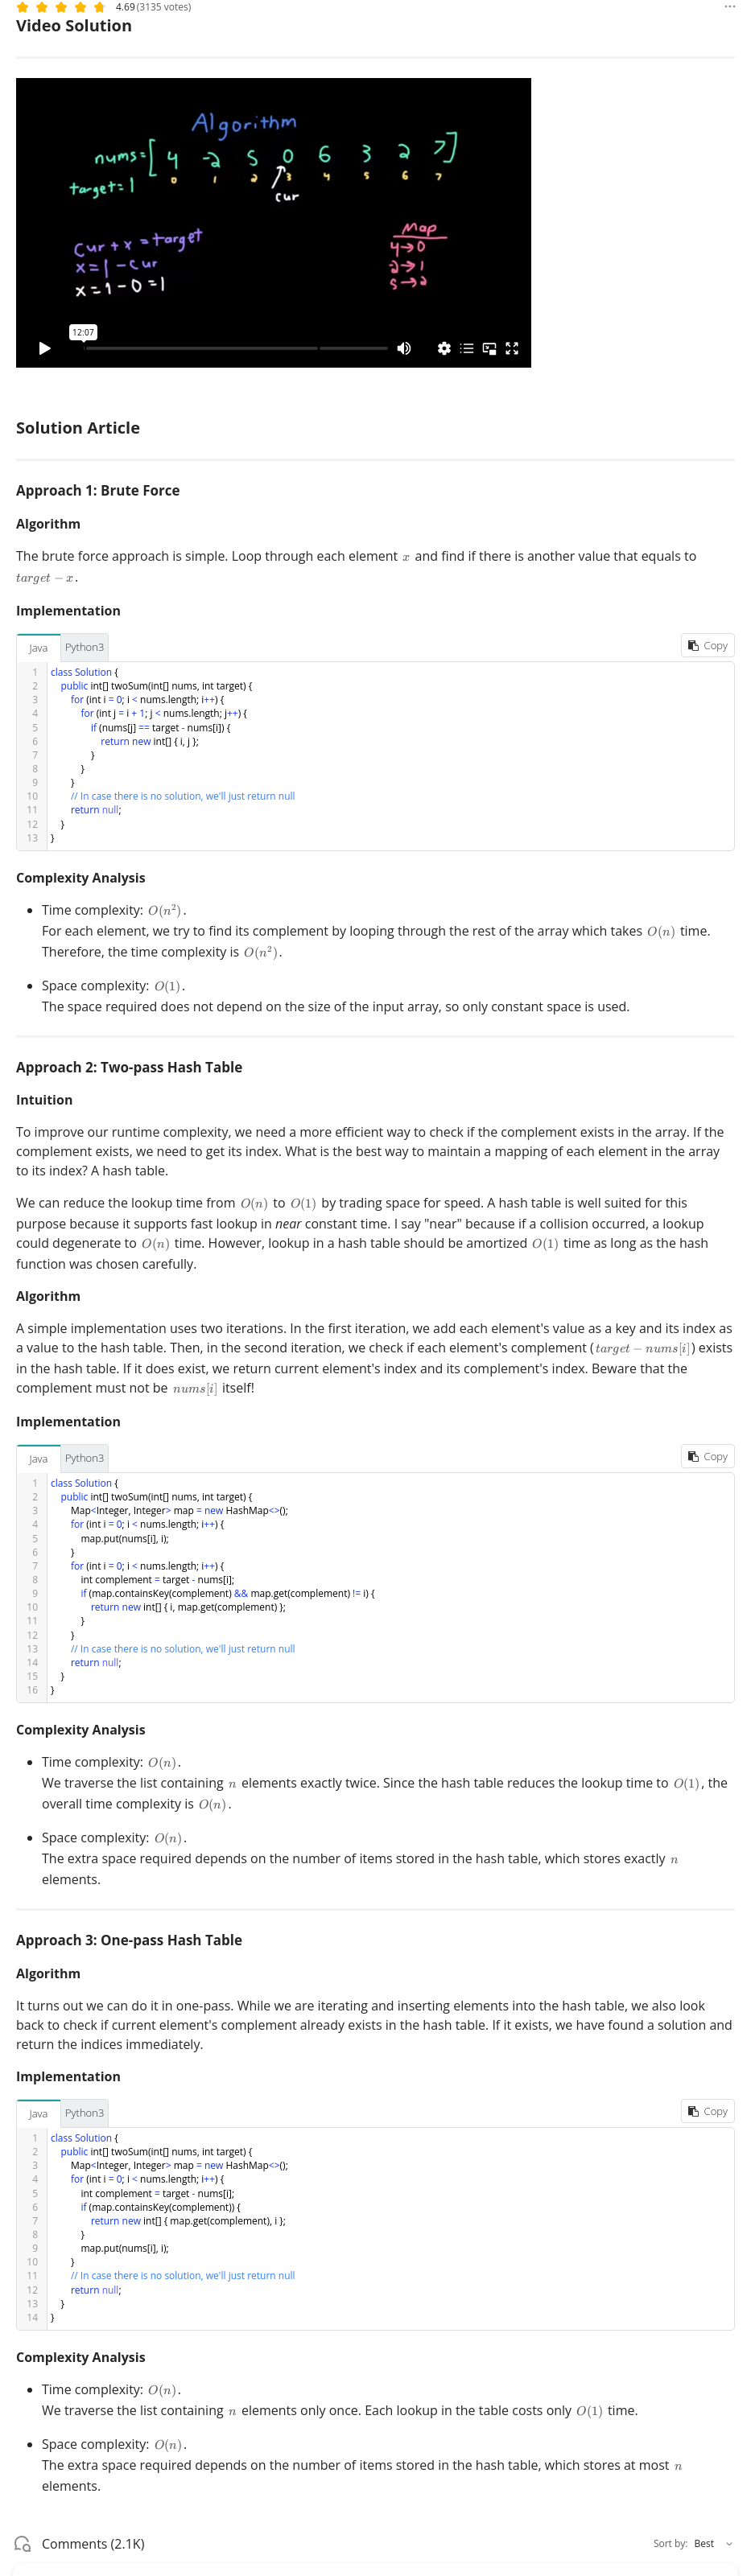 4.69 (3135 votes)
Video Solution
Algorithm
nums=[ 4 -2 5 0 6 3 2 7]
target=1 0 1 2 3 4 5 6 7
Cur
Cur + x = target
x=1-cur
x=1-0=1
Map
4→0
-2→1
5→2
12:07
Solution Article
Approach 1: Brute Force
Algorithm
The brute force approach is simple. Loop through each element x and find if there is another value that equals to
target − x.
Implementation
Java Python3 Copy
1 class Solution {
2 public int[] twoSum(int[] nums, int target) {
3 for (int i = 0; i < nums.length; i++) {
4 for (int j = i + 1; j < nums.length; j++) {
5 if (nums[j] == target - nums[i]) {
6 return new int[] { i, j };
7 }
8 }
9 }
10 // In case there is no solution, we'll just return null
11 return null;
12 }
13 }
Complexity Analysis
• Time complexity: O(n²).
For each element, we try to find its complement by looping through the rest of the array which takes O(n) time.
Therefore, the time complexity is O(n²).
• Space complexity: O(1).
The space required does not depend on the size of the input array, so only constant space is used.
Approach 2: Two-pass Hash Table
Intuition
To improve our runtime complexity, we need a more efficient way to check if the complement exists in the array. If the
complement exists, we need to get its index. What is the best way to maintain a mapping of each element in the array
to its index? A hash table.
We can reduce the lookup time from O(n) to O(1) by trading space for speed. A hash table is well suited for this
purpose because it supports fast lookup in near constant time. I say "near" because if a collision occurred, a lookup
could degenerate to O(n) time. However, lookup in a hash table should be amortized O(1) time as long as the hash
function was chosen carefully.
Algorithm
A simple implementation uses two iterations. In the first iteration, we add each element's value as a key and its index as
a value to the hash table. Then, in the second iteration, we check if each element's complement (target − nums[i]) exists
in the hash table. If it does exist, we return current element's index and its complement's index. Beware that the
complement must not be nums[i] itself!
Implementation
Java Python3 Copy
1 class Solution {
2 public int[] twoSum(int[] nums, int target) {
3 Map<Integer, Integer> map = new HashMap<>();
4 for (int i = 0; i < nums.length; i++) {
5 map.put(nums[i], i);
6 }
7 for (int i = 0; i < nums.length; i++) {
8 int complement = target - nums[i];
9 if (map.containsKey(complement) && map.get(complement) != i) {
10 return new int[] { i, map.get(complement) };
11 }
12 }
13 // In case there is no solution, we'll just return null
14 return null;
15 }
16 }
Complexity Analysis
• Time complexity: O(n).
We traverse the list containing n elements exactly twice. Since the hash table reduces the lookup time to O(1), the
overall time complexity is O(n).
• Space complexity: O(n).
The extra space required depends on the number of items stored in the hash table, which stores exactly n
elements.
Approach 3: One-pass Hash Table
Algorithm
It turns out we can do it in one-pass. While we are iterating and inserting elements into the hash table, we also look
back to check if current element's complement already exists in the hash table. If it exists, we have found a solution and
return the indices immediately.
Implementation
Java Python3 Copy
1 class Solution {
2 public int[] twoSum(int[] nums, int target) {
3 Map<Integer, Integer> map = new HashMap<>();
4 for (int i = 0; i < nums.length; i++) {
5 int complement = target - nums[i];
6 if (map.containsKey(complement)) {
7 return new int[] { map.get(complement), i };
8 }
9 map.put(nums[i], i);
10 }
11 // In case there is no solution, we'll just return null
12 return null;
13 }
14 }
Complexity Analysis
• Time complexity: O(n).
We traverse the list containing n elements only once. Each lookup in the table costs only O(1) time.
• Space complexity: O(n).
The extra space required depends on the number of items stored in the hash table, which stores at most n
elements.
Comments (2.1K) Sort by: Best